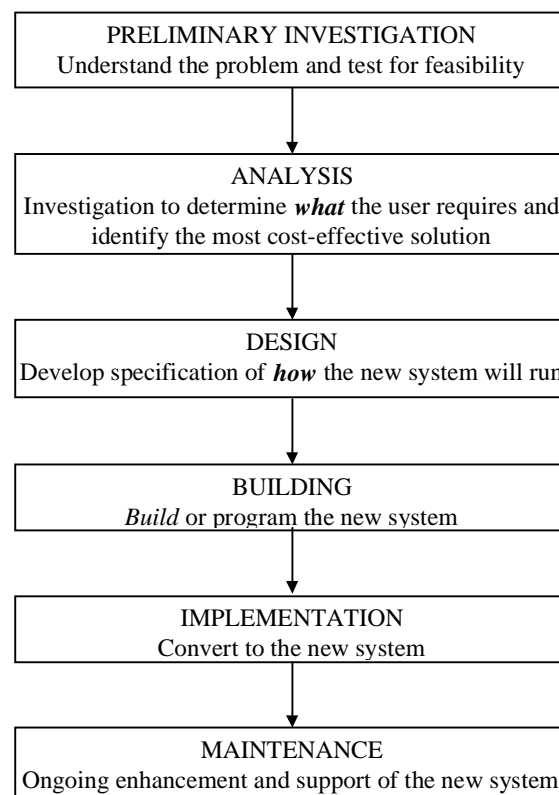 PRELIMINARY INVESTIGATION
Understand the problem and test for feasibility
ANALYSIS
Investigation to determine what the user requires and
identify the most cost-effective solution
DESIGN
Develop specification of how the new system will run
BUILDING
Build or program the new system
IMPLEMENTATION
Convert to the new system
MAINTENANCE
Ongoing enhancement and support of the new system